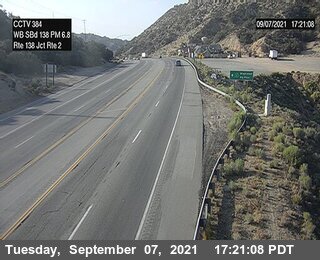 CCTV 384
WB SBd 138 PM 6.8
Rte 138 Jct Rte 2
09/07/2021 17:21:08
Tuesday, September 07, 2021 17:21:08 PDT